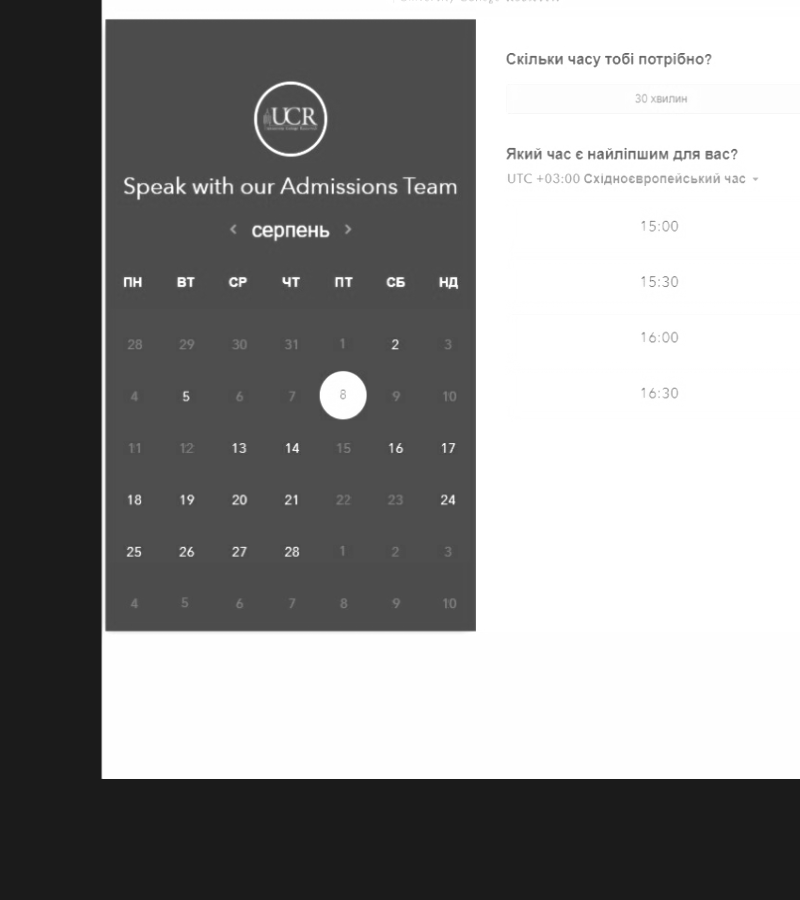 UCR
Speak with our Admissions Team
серпень
ПН ВТ СР ЧТ ПТ СБ НД
28 29 30 31 1 2 3
4 5 6 7 8 9 10
11 12 13 14 15 16 17
18 19 20 21 22 23 24
25 26 27 28 1 2 3
4 5 6 7 8 9 10
Скільки часу тобі потрібно?
30 хвилин
Який час є найліпшим для вас?
UTC +03:00 Східноєвропейський час
15:00
15:30
16:00
16:30